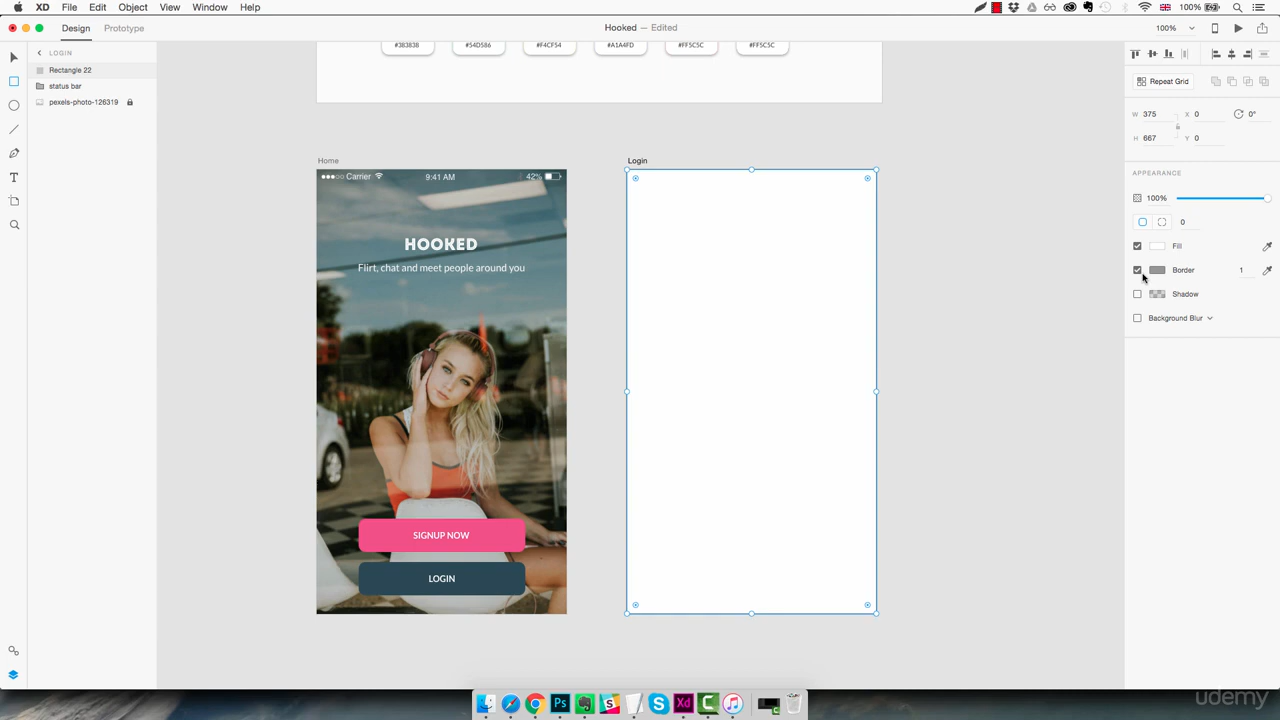 XD File Edit Object View Window Help
100%
Design Prototype
Hooked — Edited
100%
LOGIN
Rectangle 22
status bar
pexels-photo-126319
#383838 #54D586 #F4CF54 #A1A4FD #FF5C5C #FF5C5C
Home
Login
Carrier 9:41 AM 42%
HOOKED
Flirt, chat and meet people around you
SIGNUP NOW
LOGIN
Repeat Grid
W 375 X 0 0°
H 667 Y 0
APPEARANCE
100%
0
Fill
Border 1
Shadow
Background Blur
Ps S Xd C
udemy